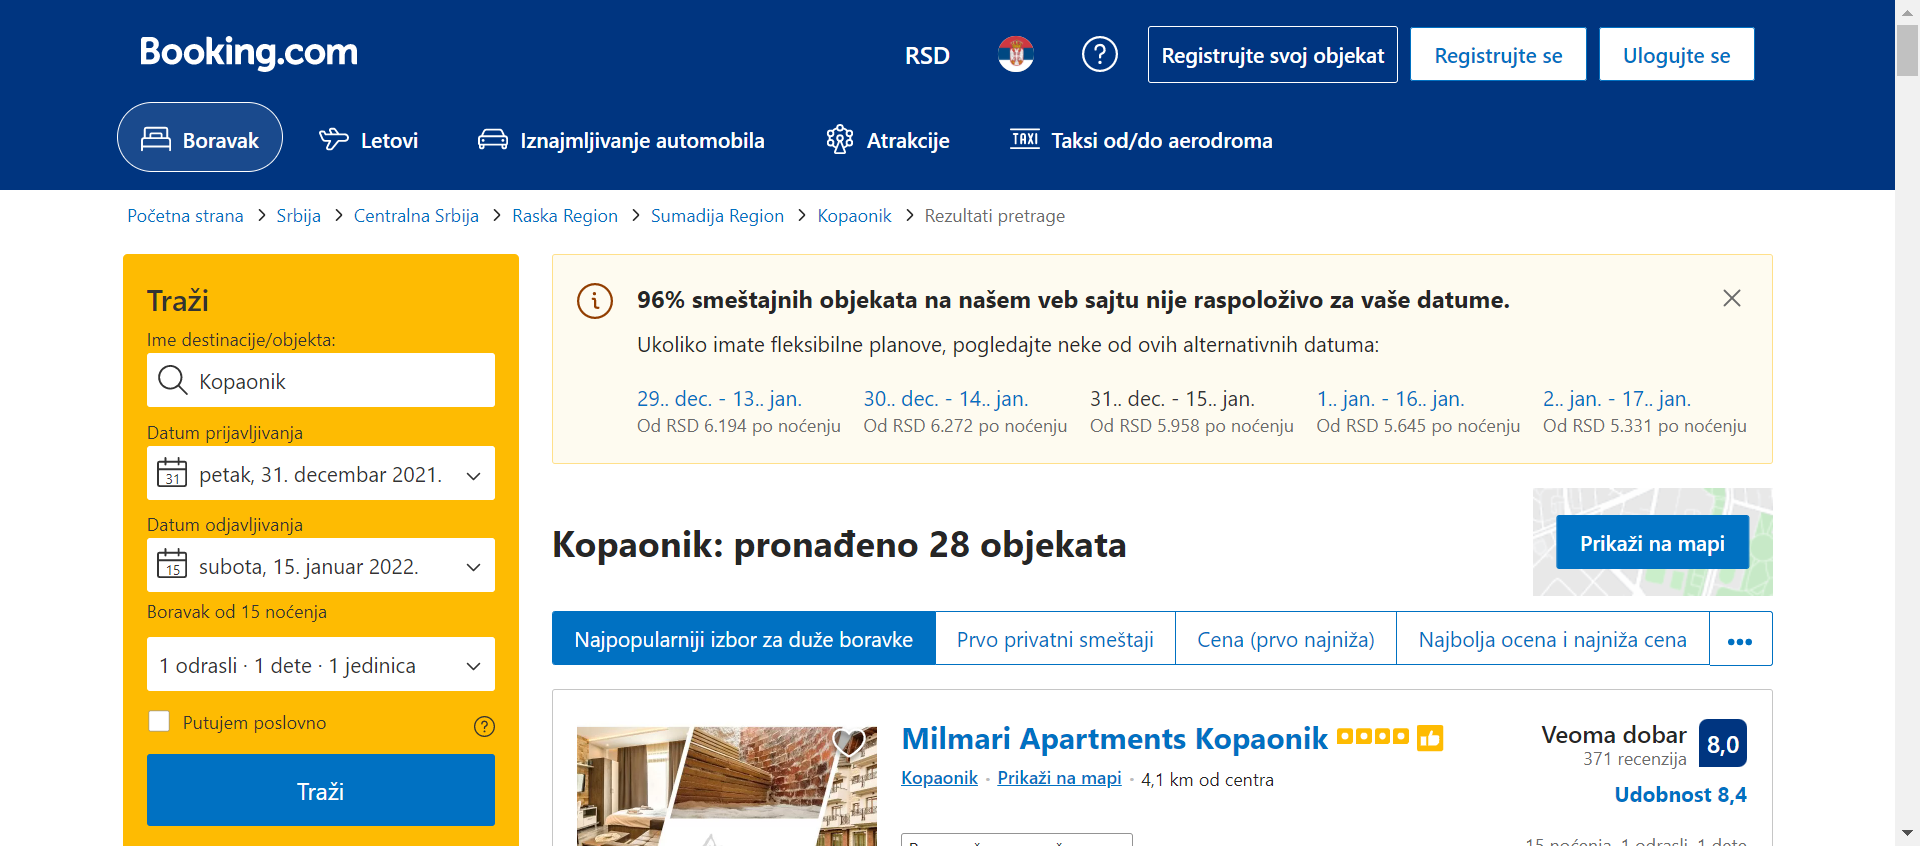 Booking.com
RSD
Registrujte svoj objekat
Registrujte se
Ulogujte se
Boravak
Letovi
Iznajmljivanje automobila
Atrakcije
TAXI
Taksi od/do aerodroma
Početna strana > Srbija > Centralna Srbija > Raska Region > Sumadija Region > Kopaonik > Rezultati pretrage
Traži
Ime destinacije/objekta:
Kopaonik
Datum prijavljivanja
31
petak, 31. decembar 2021.
Datum odjavljivanja
15
subota, 15. januar 2022.
Boravak od 15 noćenja
1 odrasli · 1 dete · 1 jedinica
Putujem poslovno
Traži
96% smeštajnih objekata na našem veb sajtu nije raspoloživo za vaše datume.
Ukoliko imate fleksibilne planove, pogledajte neke od ovih alternativnih datuma:
29.. dec. - 13.. jan.
Od RSD 6.194 po noćenju
30.. dec. - 14.. jan.
Od RSD 6.272 po noćenju
31.. dec. - 15.. jan.
Od RSD 5.958 po noćenju
1.. jan. - 16.. jan.
Od RSD 5.645 po noćenju
2.. jan. - 17.. jan.
Od RSD 5.331 po noćenju
Kopaonik: pronađeno 28 objekata
Prikaži na mapi
Najpopularniji izbor za duže boravke
Prvo privatni smeštaji
Cena (prvo najniža)
Najbolja ocena i najniža cena
Milmari Apartments Kopaonik
Kopaonik · Prikaži na mapi · 4,1 km od centra
Veoma dobar
371 recenzija
8,0
Udobnost 8,4
15 noćenja, 1 odrasli, 1 dete